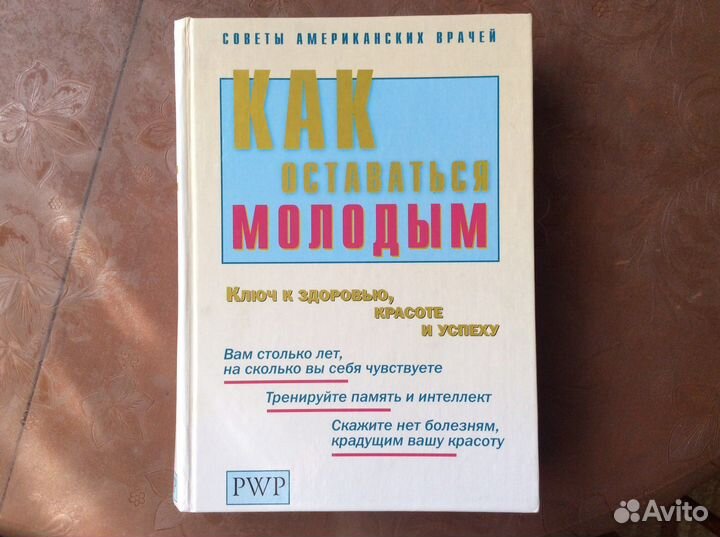 СОВЕТЫ АМЕРИКАНСКИХ ВРАЧЕЙ
КАК
ОСТАВАТЬСЯ
МОЛОДЫМ
КЛЮЧ К ЗДОРОВЬЮ,
КРАСОТЕ
И УСПЕХУ
Вам столько лет,
на сколько вы себя чувствуете
Тренируйте память и интеллект
Скажите нет болезням,
крадущим вашу красоту
PWP
Avito